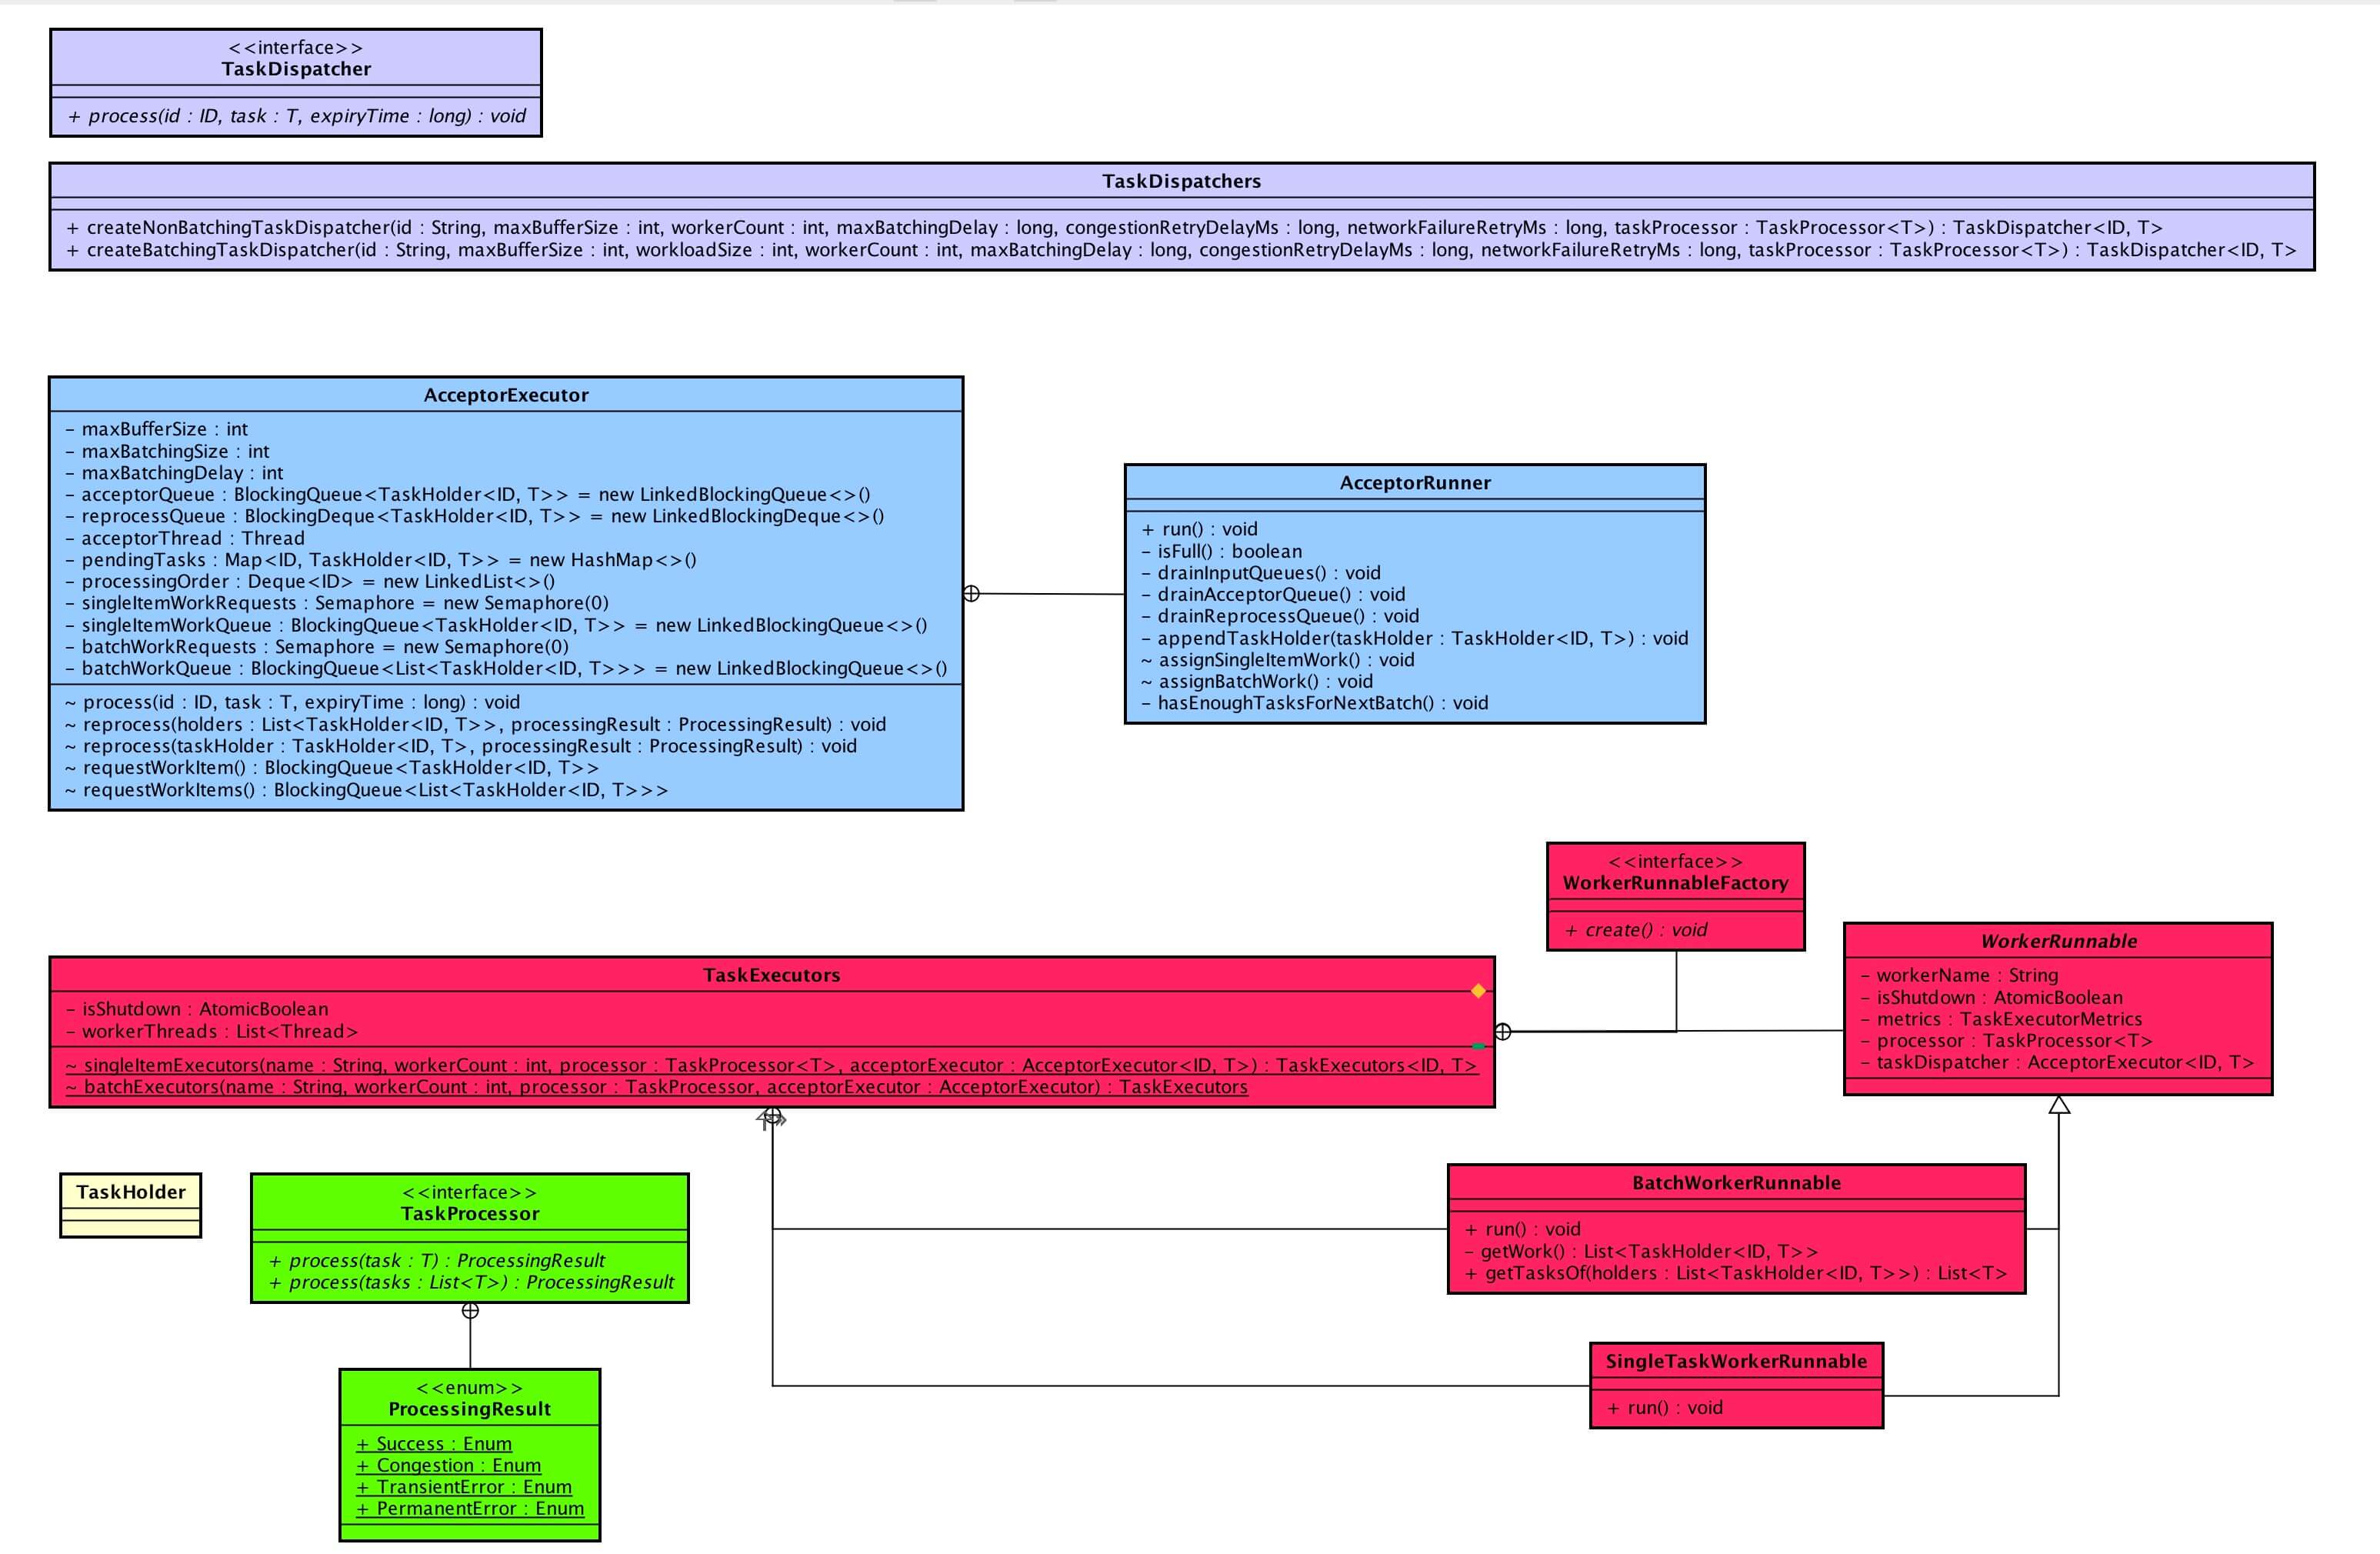 <<interface>>
TaskDispatcher
+ process(id : ID, task : T, expiryTime : long) : void
TaskDispatchers
+ createNonBatchingTaskDispatcher(id : String, maxBufferSize : int, workerCount : int, maxBatchingDelay : long, congestionRetryDelayMs : long, networkFailureRetryMs : long, taskProcessor : TaskProcessor<T>) : TaskDispatcher<ID, T>
+ createBatchingTaskDispatcher(id : String, maxBufferSize : int, workloadSize : int, workerCount : int, maxBatchingDelay : long, congestionRetryDelayMs : long, networkFailureRetryMs : long, taskProcessor : TaskProcessor<T>) : TaskDispatcher<ID, T>
AcceptorExecutor
– maxBufferSize : int
– maxBatchingSize : int
– maxBatchingDelay : int
– acceptorQueue : BlockingQueue<TaskHolder<ID, T>> = new LinkedBlockingQueue<>()
– reprocessQueue : BlockingDeque<TaskHolder<ID, T>> = new LinkedBlockingDeque<>()
– acceptorThread : Thread
– pendingTasks : Map<ID, TaskHolder<ID, T>> = new HashMap<>()
– processingOrder : Deque<ID> = new LinkedList<>()
– singleItemWorkRequests : Semaphore = new Semaphore(0)
– singleItemWorkQueue : BlockingQueue<TaskHolder<ID, T>> = new LinkedBlockingQueue<>()
– batchWorkRequests : Semaphore = new Semaphore(0)
– batchWorkQueue : BlockingQueue<List<TaskHolder<ID, T>>> = new LinkedBlockingQueue<>()
~ process(id : ID, task : T, expiryTime : long) : void
~ reprocess(holders : List<TaskHolder<ID, T>>, processingResult : ProcessingResult) : void
~ reprocess(taskHolder : TaskHolder<ID, T>, processingResult : ProcessingResult) : void
~ requestWorkItem() : BlockingQueue<TaskHolder<ID, T>>
~ requestWorkItems() : BlockingQueue<List<TaskHolder<ID, T>>>
AcceptorRunner
+ run() : void
– isFull() : boolean
– drainInputQueues() : void
– drainAcceptorQueue() : void
– drainReprocessQueue() : void
– appendTaskHolder(taskHolder : TaskHolder<ID, T>) : void
~ assignSingleItemWork() : void
~ assignBatchWork() : void
– hasEnoughTasksForNextBatch() : void
<<interface>>
WorkerRunnableFactory
+ create() : void
WorkerRunnable
– workerName : String
– isShutdown : AtomicBoolean
– metrics : TaskExecutorMetrics
– processor : TaskProcessor<T>
– taskDispatcher : AcceptorExecutor<ID, T>
TaskExecutors
– isShutdown : AtomicBoolean
– workerThreads : List<Thread>
~ singleItemExecutors(name : String, workerCount : int, processor : TaskProcessor<T>, acceptorExecutor : AcceptorExecutor<ID, T>) : TaskExecutors<ID, T>
~ batchExecutors(name : String, workerCount : int, processor : TaskProcessor, acceptorExecutor : AcceptorExecutor) : TaskExecutors
TaskHolder
<<interface>>
TaskProcessor
+ process(task : T) : ProcessingResult
+ process(tasks : List<T>) : ProcessingResult
BatchWorkerRunnable
+ run() : void
– getWork() : List<TaskHolder<ID, T>>
+ getTasksOf(holders : List<TaskHolder<ID, T>>) : List<T>
SingleTaskWorkerRunnable
+ run() : void
<<enum>>
ProcessingResult
+ Success : Enum
+ Congestion : Enum
+ TransientError : Enum
+ PermanentError : Enum